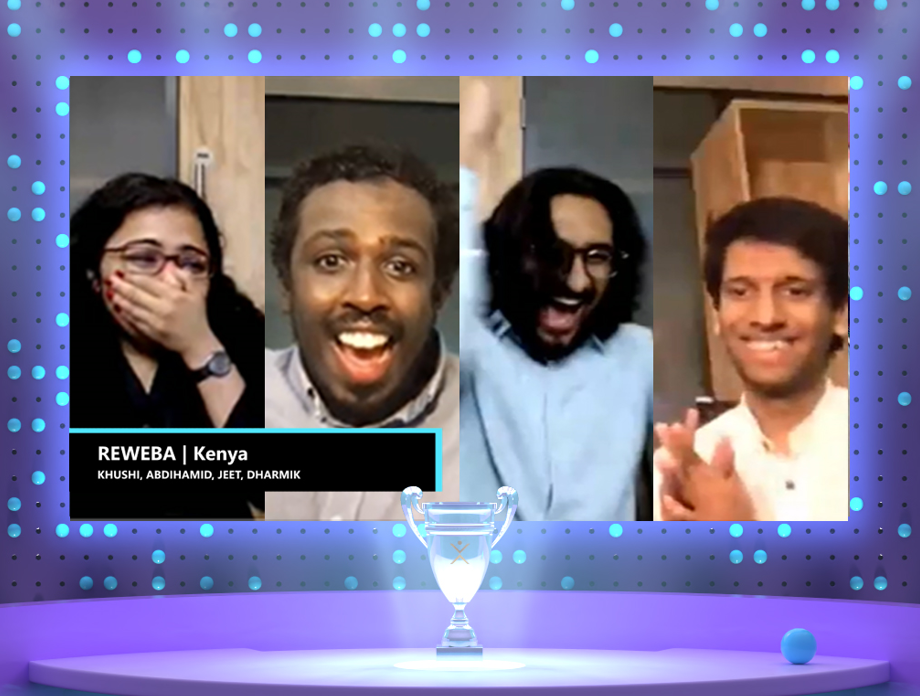 REWEBA | Kenya
KHUSHI, ABDIHAMID, JEET, DHARMIK